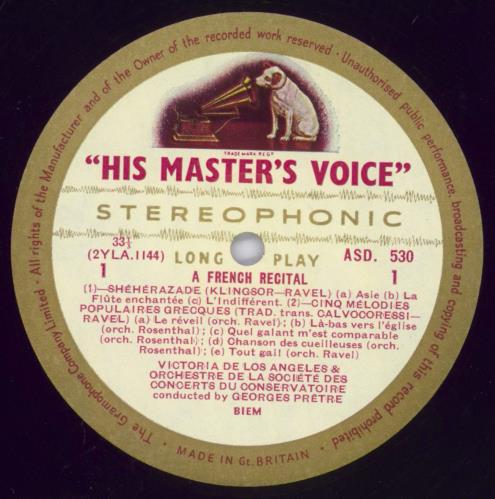 All rights of the Manufacturer and of the Owner of the recorded work reserved · Unauthorised public performance, broadcasting and copying of this record prohibited · The Gramophone Company Limited ·
TRADE MARK REGD
"HIS MASTER'S VOICE"
STEREOPHONIC
33⅓
(2YLA.1144) LONG PLAY ASD. 530
1 A FRENCH RECITAL 1
(1)—SHÉHÉRAZADE (KLINGSOR—RAVEL) (a) Asie (b) La
Flûte enchantée (c) L'Indifférent. (2)—CINQ MÉLODIES
POPULAIRES GRECQUES (TRAD. trans. CALVOCORESSI-
RAVEL) (a) Le réveil (orch. Ravel); (b) Là-bas vers l'église
(orch. Rosenthal); (c) Quel galant m'est comparable
(orch. Rosenthal); (d) Chanson des cueilleuses (orch.
Rosenthal); (e) Tout gai! (orch. Ravel)
VICTORIA DE LOS ANGELES &
ORCHESTRE DE LA SOCIÉTÉ DES
CONCERTS DU CONSERVATOIRE
conducted by GEORGES PRÊTRE
BIEM
MADE IN Gt. BRITAIN